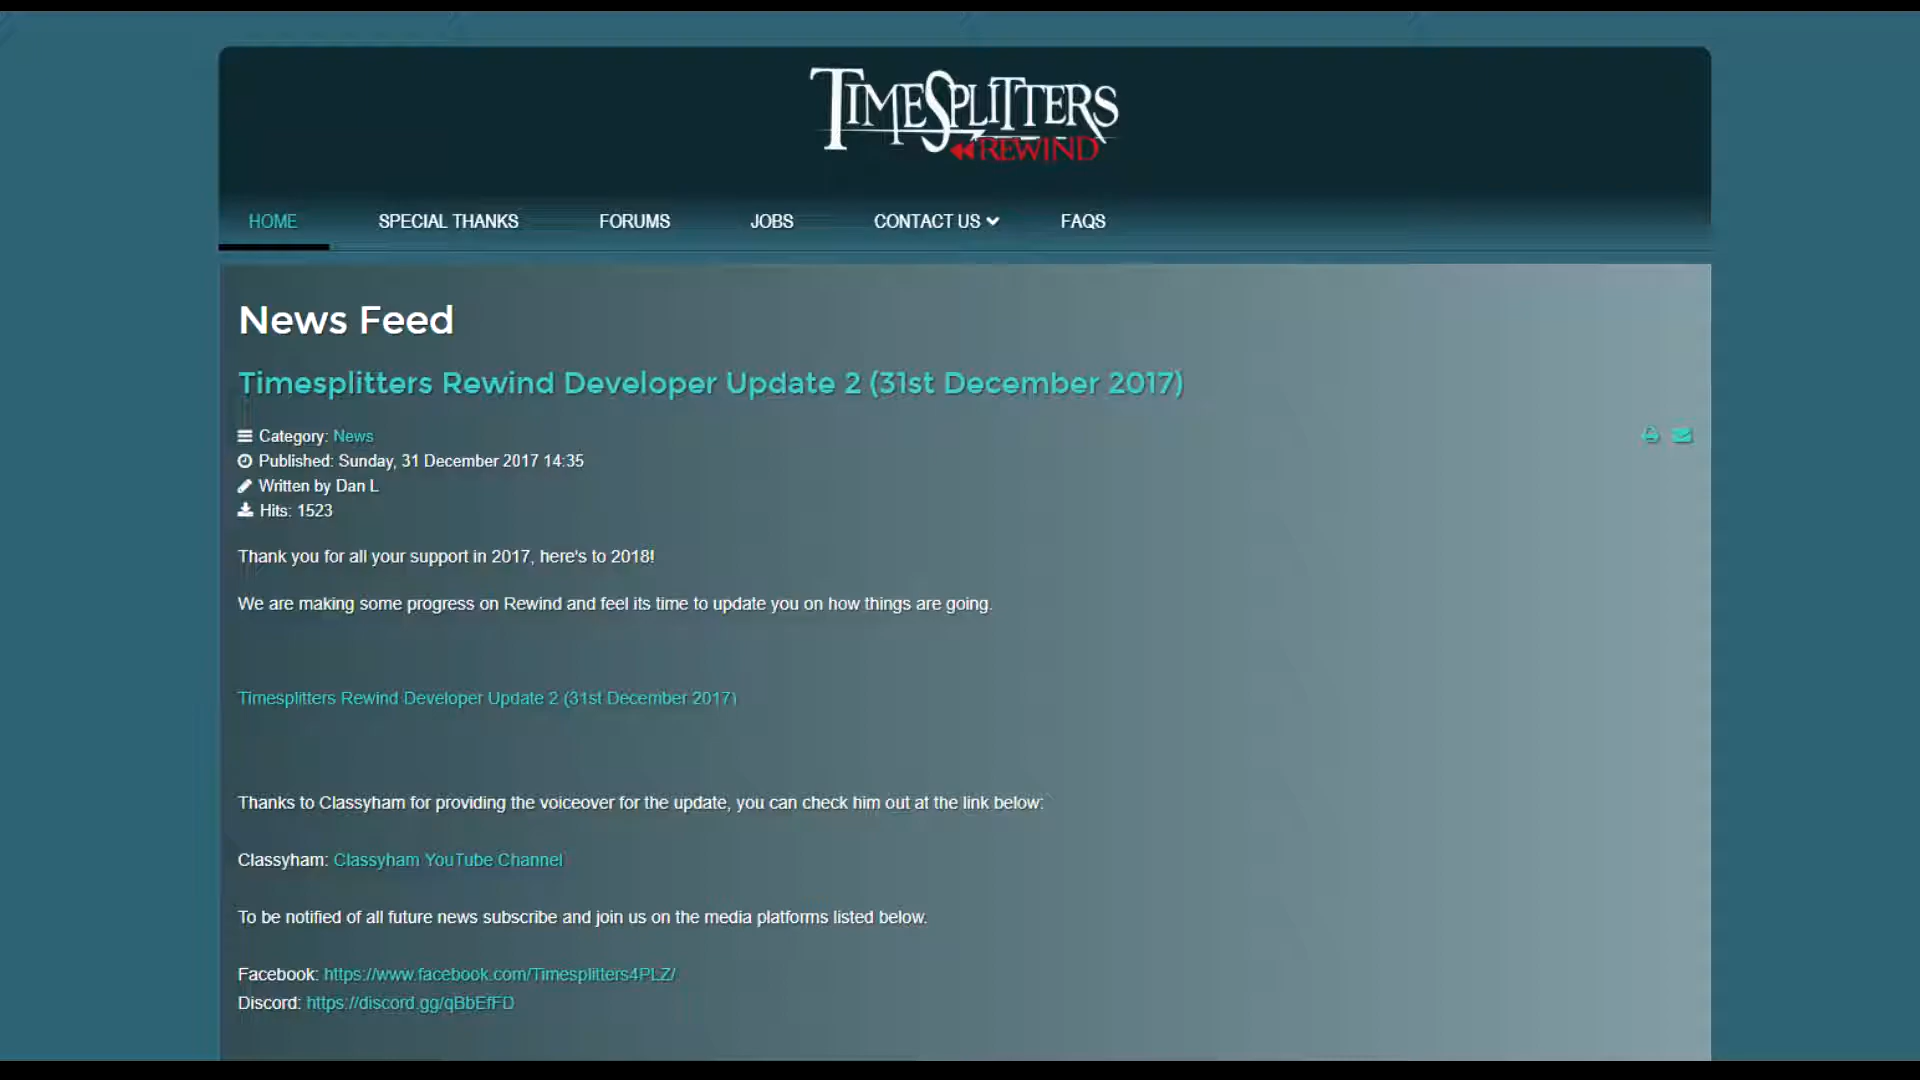 TIMESPLITTERS
REWIND
HOME SPECIAL THANKS FORUMS JOBS CONTACT US FAQS
News Feed
Timesplitters Rewind Developer Update 2 (31st December 2017)
Category: News
Published: Sunday, 31 December 2017 14:35
Written by Dan L
Hits: 1523
Thank you for all your support in 2017, here's to 2018!
We are making some progress on Rewind and feel its time to update you on how things are going.
Timesplitters Rewind Developer Update 2 (31st December 2017)
Thanks to Classyham for providing the voiceover for the update, you can check him out at the link below:
Classyham: Classyham YouTube Channel
To be notified of all future news subscribe and join us on the media platforms listed below.
Facebook: https://www.facebook.com/Timesplitters4PLZ/
Discord: https://discord.gg/qBbEfFD